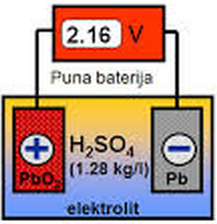 2.16 V
Puna baterija
H₂SO₄
(1.28 kg/l)
+
−
PbO₂
Pb
elektrolit